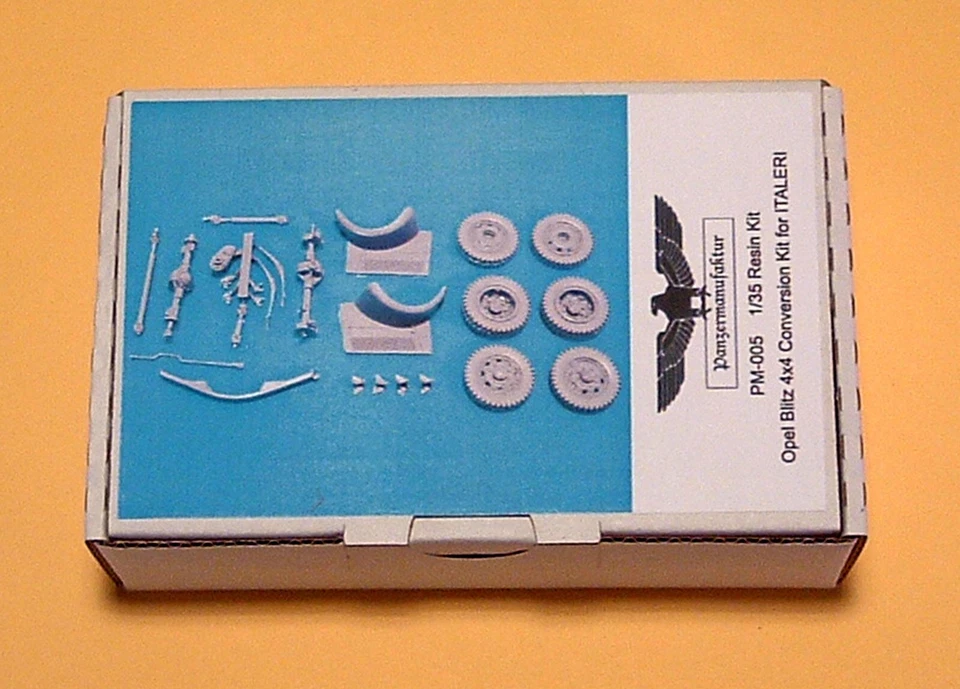 Panzermanufaktur
PM-005 1/35 Resin Kit
Opel Blitz 4x4 Conversion Kit for ITALERI